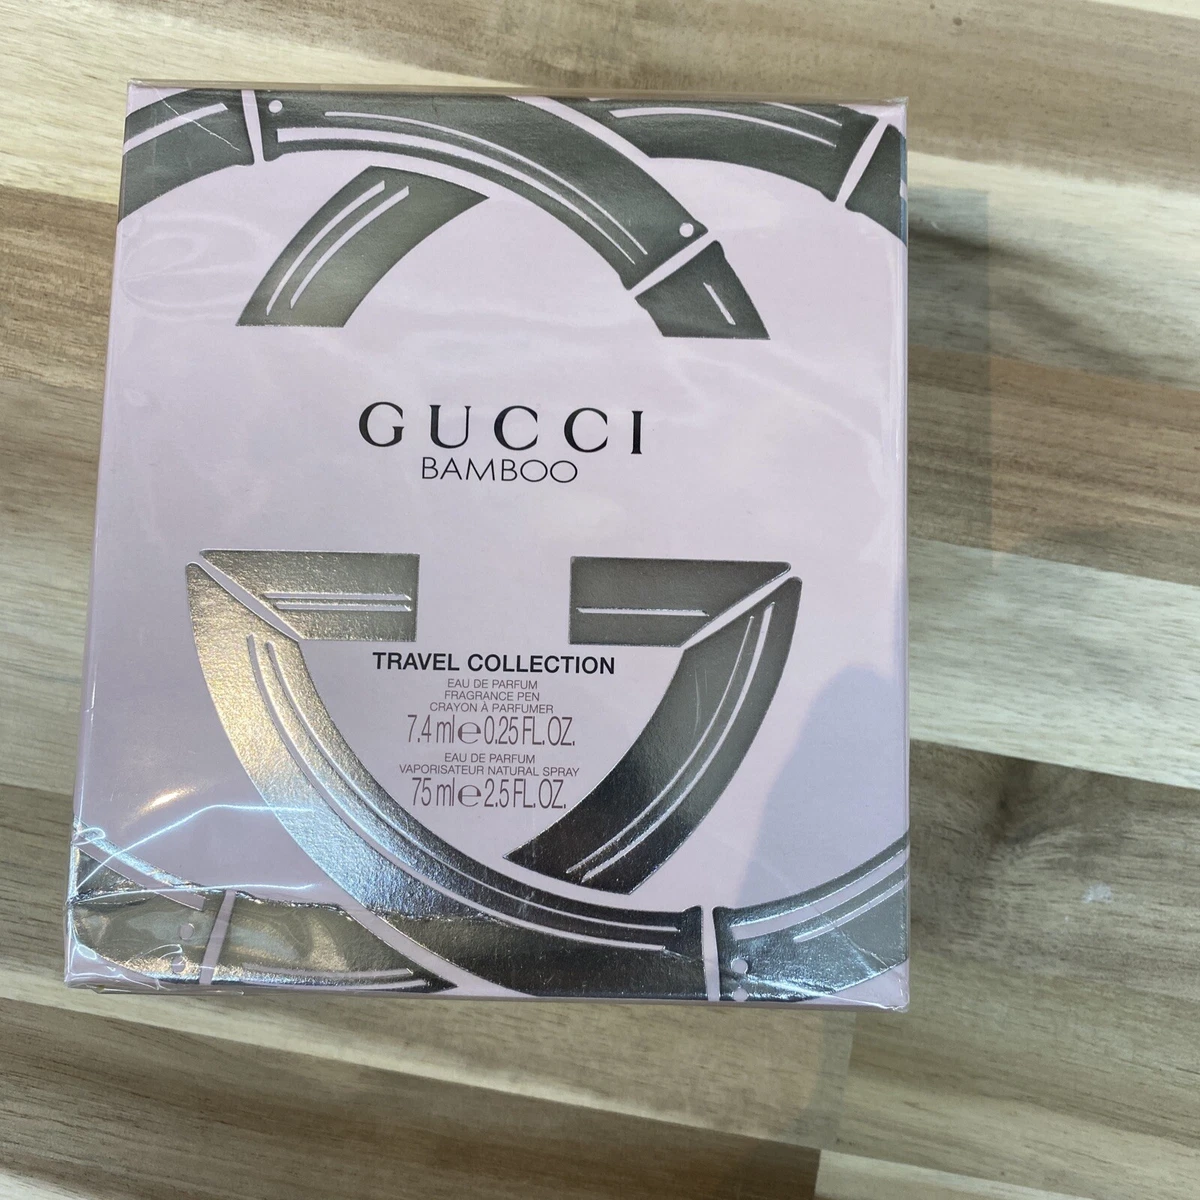 GUCCI
BAMBOO
TRAVEL COLLECTION
EAU DE PARFUM
FRAGRANCE PEN
CRAYON À PARFUMER
7.4 ml e 0.25 FL. OZ.
EAU DE PARFUM
VAPORISATEUR NATURAL SPRAY
75 ml e 2.5 FL. OZ.